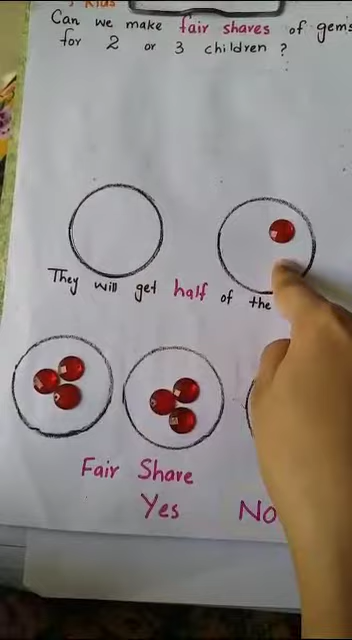 Kids
Can we make fair shares of gems
for 2 or 3 children ?
They will get half of the
Fair Share
Yes No